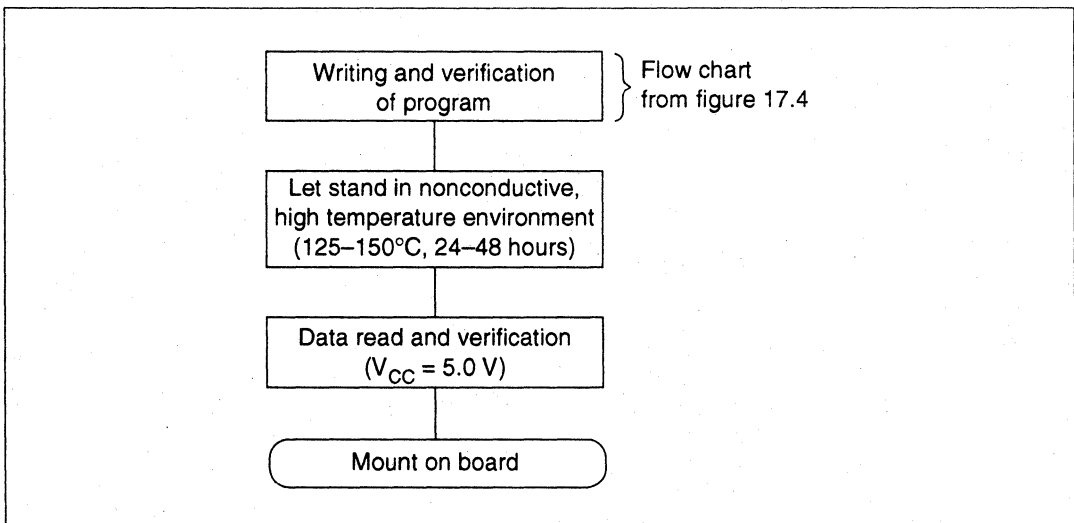 Writing and verification
of program
Flow chart
from figure 17.4
Let stand in nonconductive,
high temperature environment
(125–150°C, 24–48 hours)
Data read and verification
(VCC = 5.0 V)
Mount on board